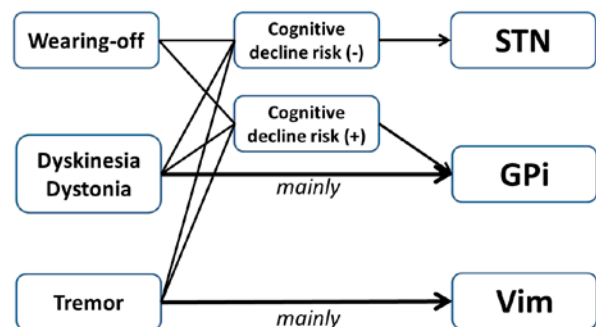 Wearing-off
Cognitive
decline risk (-)
STN
Cognitive
decline risk (+)
Dyskinesia
Dystonia
mainly
GPi
Tremor
mainly
Vim